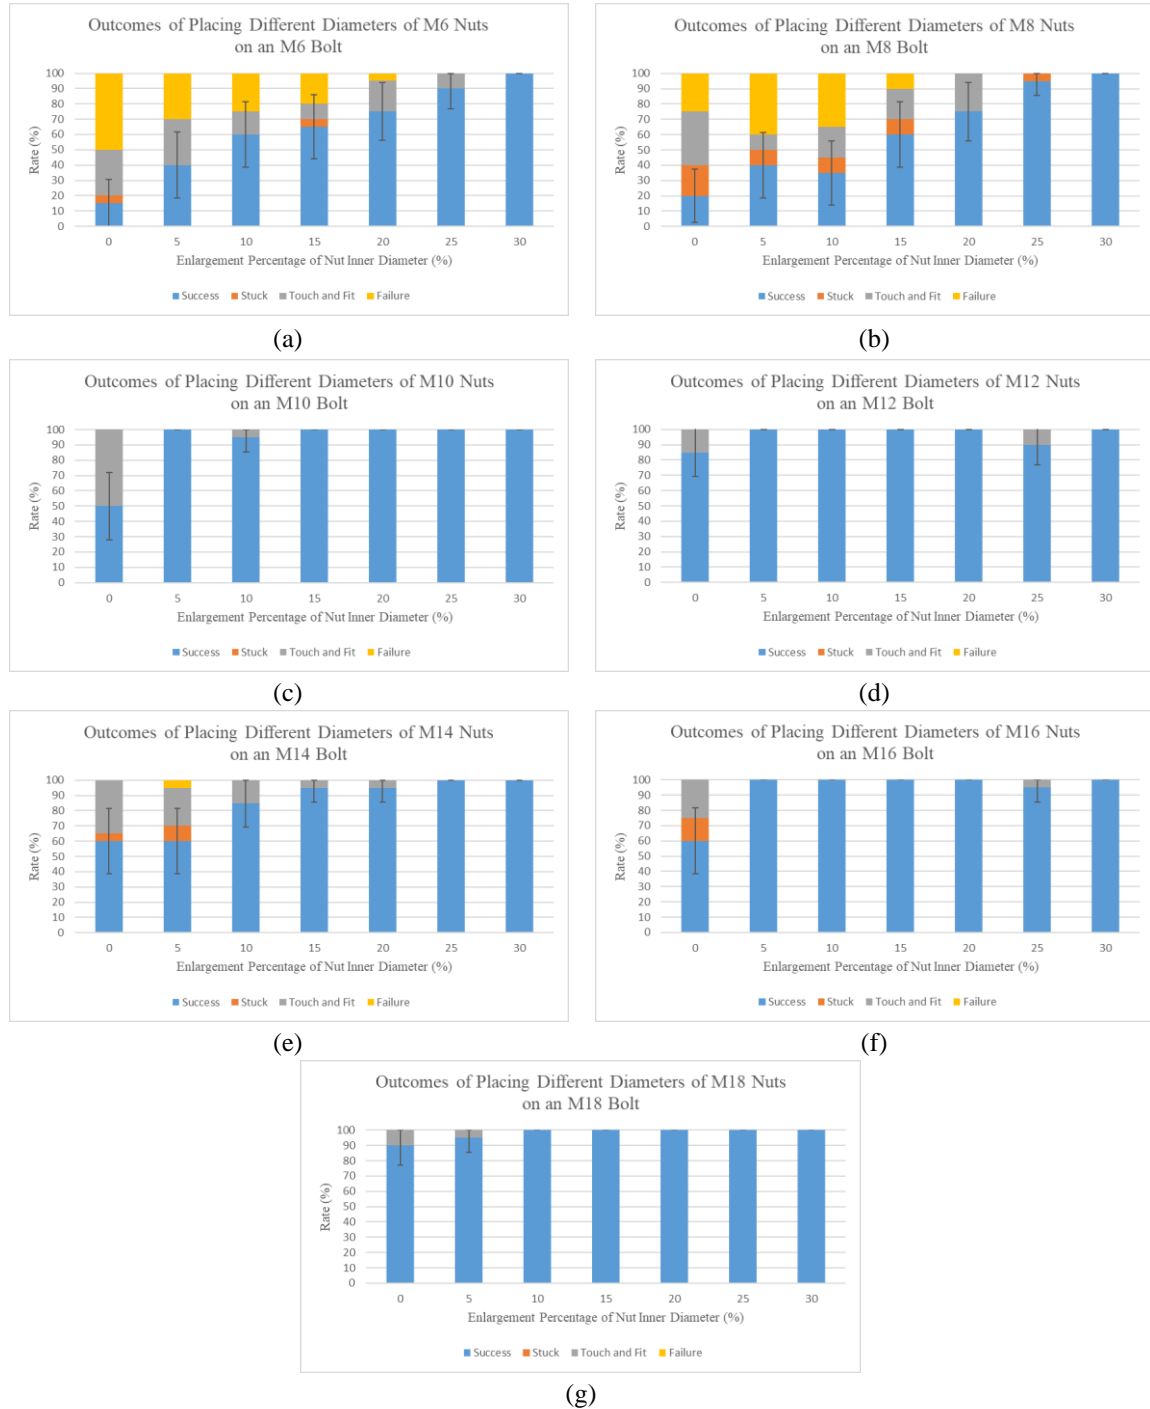 Outcomes of Placing Different Diameters of M6 Nuts
on an M6 Bolt
Rate (%)
100
90
80
70
60
50
40
30
20
10
0
0 5 10 15 20 25 30
Enlargement Percentage of Nut Inner Diameter (%)
Success Stuck Touch and Fit Failure
(a)
Outcomes of Placing Different Diameters of M8 Nuts
on an M8 Bolt
Rate (%)
100
90
80
70
60
50
40
30
20
10
0
0 5 10 15 20 25 30
Enlargement Percentage of Nut Inner Diameter (%)
Success Stuck Touch and Fit Failure
(b)
Outcomes of Placing Different Diameters of M10 Nuts
on an M10 Bolt
Rate (%)
100
90
80
70
60
50
40
30
20
10
0
0 5 10 15 20 25 30
Enlargement Percentage of Nut Inner Diameter (%)
Success Stuck Touch and Fit Failure
(c)
Outcomes of Placing Different Diameters of M12 Nuts
on an M12 Bolt
Rate (%)
100
90
80
70
60
50
40
30
20
10
0
0 5 10 15 20 25 30
Enlargement Percentage of Nut Inner Diameter (%)
Success Stuck Touch and Fit Failure
(d)
Outcomes of Placing Different Diameters of M14 Nuts
on an M14 Bolt
Rate (%)
100
90
80
70
60
50
40
30
20
10
0
0 5 10 15 20 25 30
Enlargement Percentage of Nut Inner Diameter (%)
Success Stuck Touch and Fit Failure
(e)
Outcomes of Placing Different Diameters of M16 Nuts
on an M16 Bolt
Rate (%)
100
90
80
70
60
50
40
30
20
10
0
0 5 10 15 20 25 30
Enlargement Percentage of Nut Inner Diameter (%)
Success Stuck Touch and Fit Failure
(f)
Outcomes of Placing Different Diameters of M18 Nuts
on an M18 Bolt
Rate (%)
100
90
80
70
60
50
40
30
20
10
0
0 5 10 15 20 25 30
Enlargement Percentage of Nut Inner Diameter (%)
Success Stuck Touch and Fit Failure
(g)